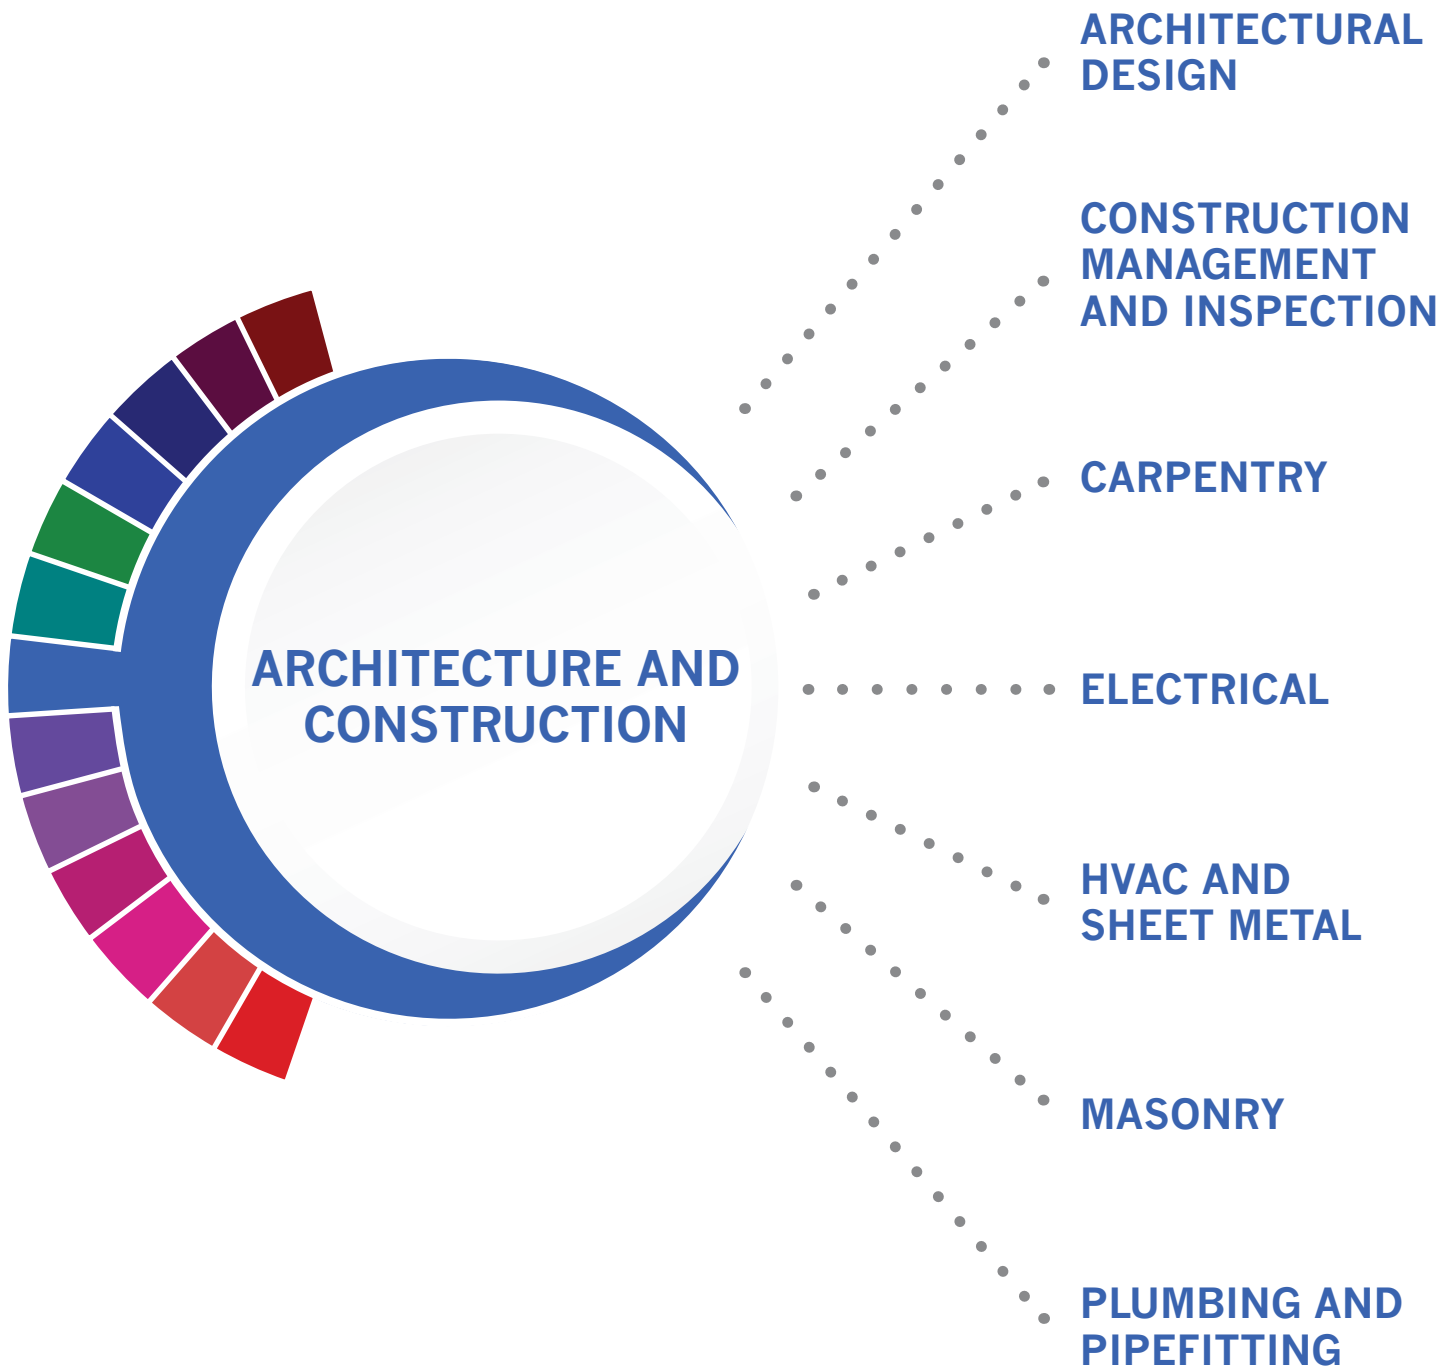 ARCHITECTURAL
DESIGN
CONSTRUCTION
MANAGEMENT
AND INSPECTION
CARPENTRY
ARCHITECTURE AND
CONSTRUCTION
ELECTRICAL
HVAC AND
SHEET METAL
MASONRY
PLUMBING AND
PIPEFITTING